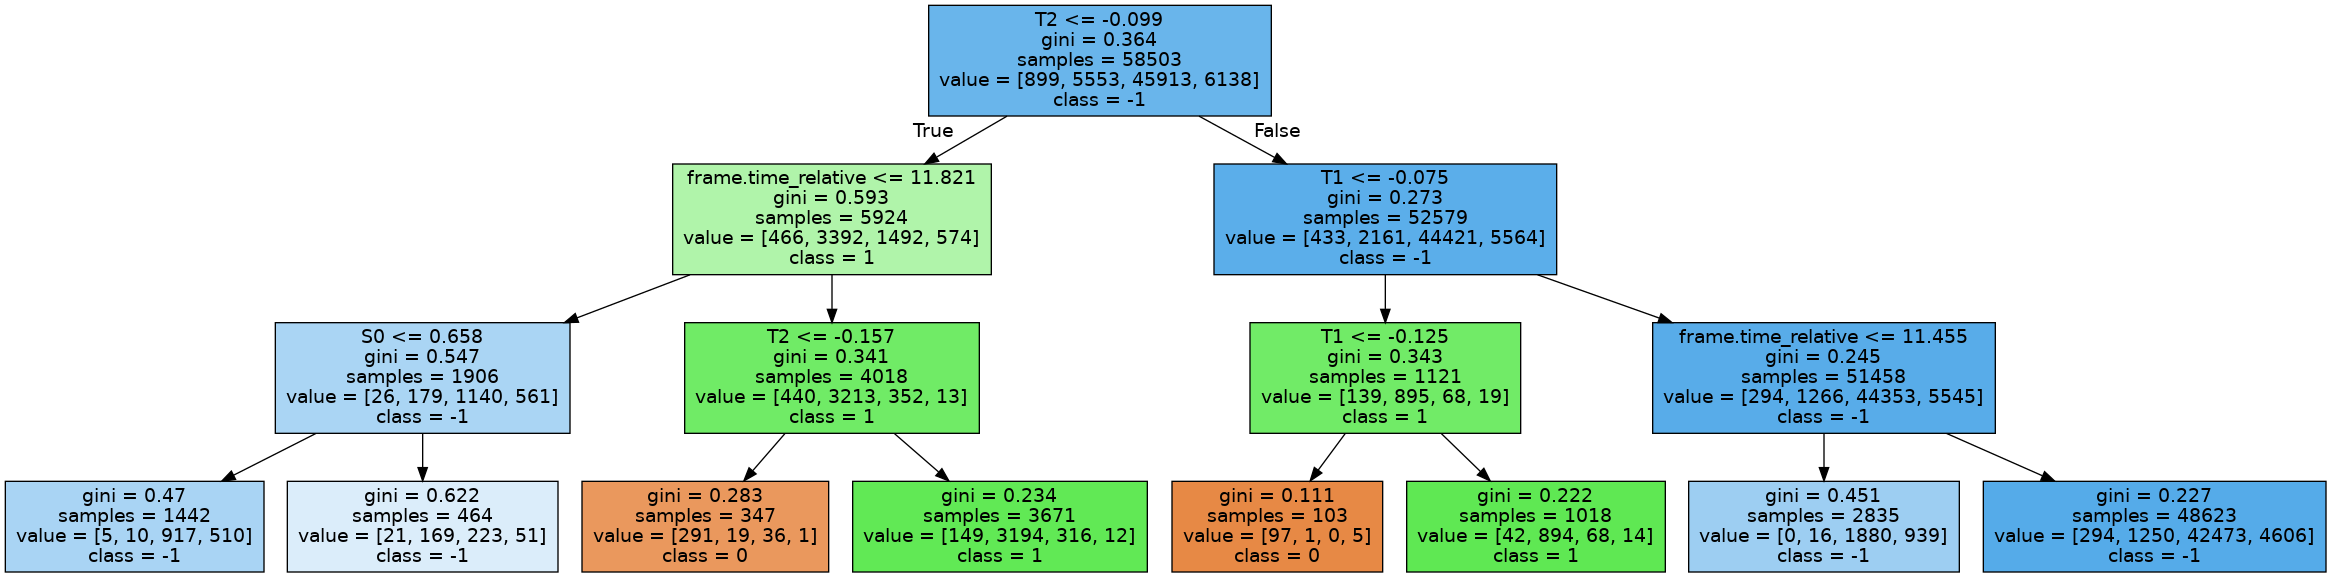 T2 <= -0.099
gini = 0.364
samples = 58503
value = [899, 5553, 45913, 6138]
class = -1
True
False
frame.time_relative <= 11.821
gini = 0.593
samples = 5924
value = [466, 3392, 1492, 574]
class = 1
T1 <= -0.075
gini = 0.273
samples = 52579
value = [433, 2161, 44421, 5564]
class = -1
S0 <= 0.658
gini = 0.547
samples = 1906
value = [26, 179, 1140, 561]
class = -1
T2 <= -0.157
gini = 0.341
samples = 4018
value = [440, 3213, 352, 13]
class = 1
T1 <= -0.125
gini = 0.343
samples = 1121
value = [139, 895, 68, 19]
class = 1
frame.time_relative <= 11.455
gini = 0.245
samples = 51458
value = [294, 1266, 44353, 5545]
class = -1
gini = 0.47
samples = 1442
value = [5, 10, 917, 510]
class = -1
gini = 0.622
samples = 464
value = [21, 169, 223, 51]
class = -1
gini = 0.283
samples = 347
value = [291, 19, 36, 1]
class = 0
gini = 0.234
samples = 3671
value = [149, 3194, 316, 12]
class = 1
gini = 0.111
samples = 103
value = [97, 1, 0, 5]
class = 0
gini = 0.222
samples = 1018
value = [42, 894, 68, 14]
class = 1
gini = 0.451
samples = 2835
value = [0, 16, 1880, 939]
class = -1
gini = 0.227
samples = 48623
value = [294, 1250, 42473, 4606]
class = -1